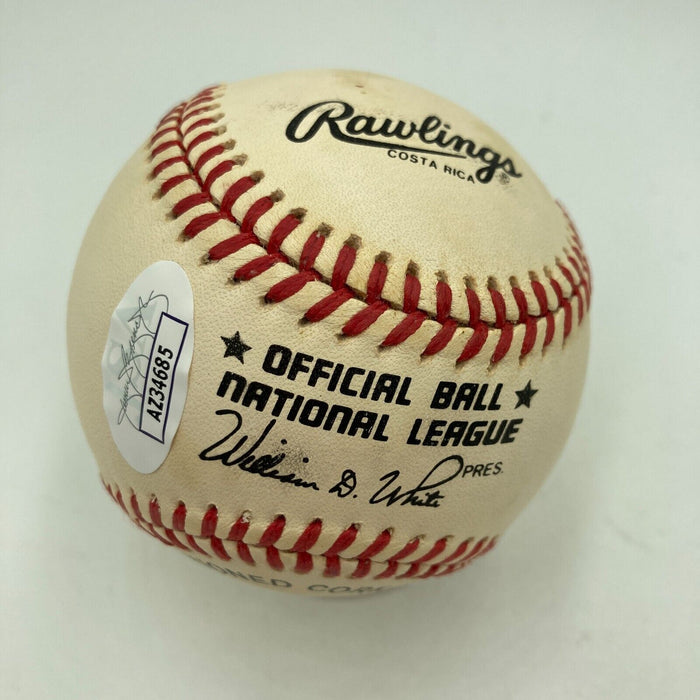 Rawlings
COSTA RICA
★ OFFICIAL BALL ★
NATIONAL LEAGUE
William D. White PRES.
AZ34685